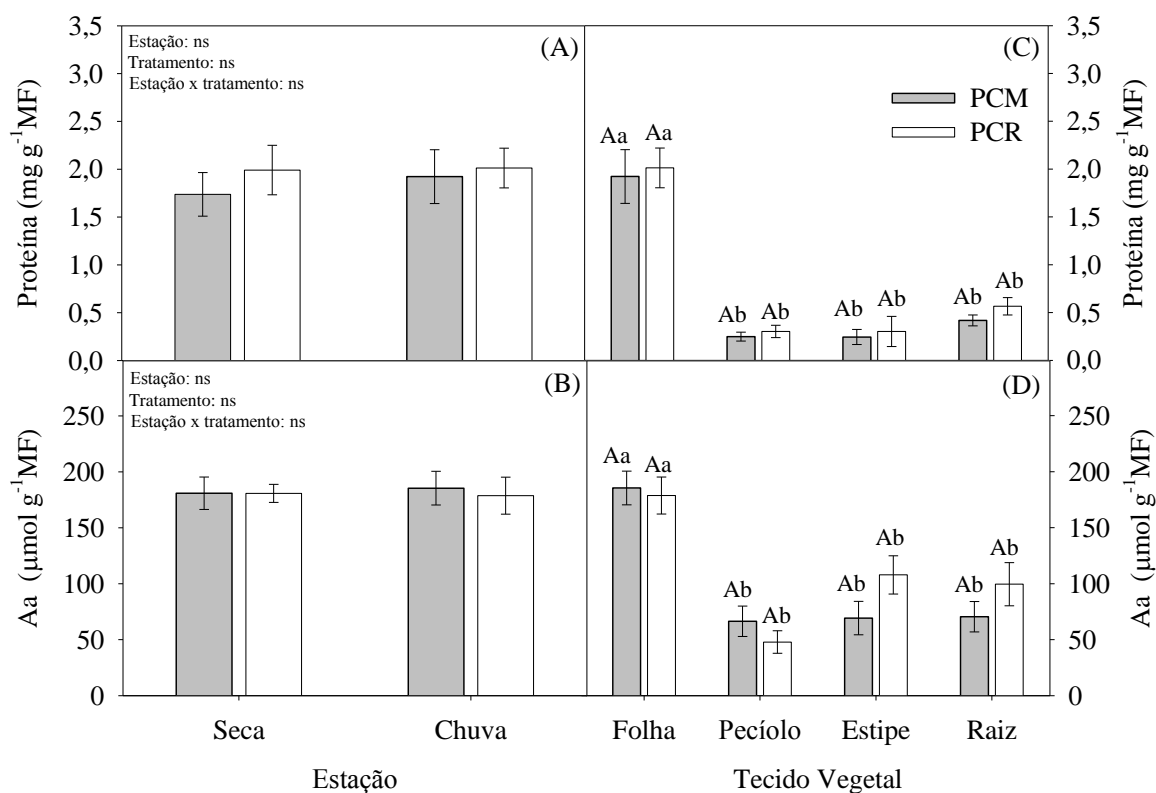 Estação: ns
Tratamento: ns
Estação x tratamento: ns
(A)
(C)
PCM
PCR
3,5
3,0
2,5
2,0
1,5
1,0
0,5
0,0
Proteína (mg g⁻¹MF)
Aa Aa
Ab Ab
Ab Ab
Ab Ab
3,5
3,0
2,5
2,0
1,5
1,0
0,5
0,0
Proteína (mg g⁻¹MF)
Estação: ns
Tratamento: ns
Estação x tratamento: ns
(B)
(D)
250
200
150
100
50
0
Aa (µmol g⁻¹MF)
Aa Aa
Ab Ab
Ab Ab
Ab Ab
250
200
150
100
50
0
Aa (µmol g⁻¹MF)
Seca Chuva Folha Pecíolo Estipe Raiz
Estação Tecido Vegetal